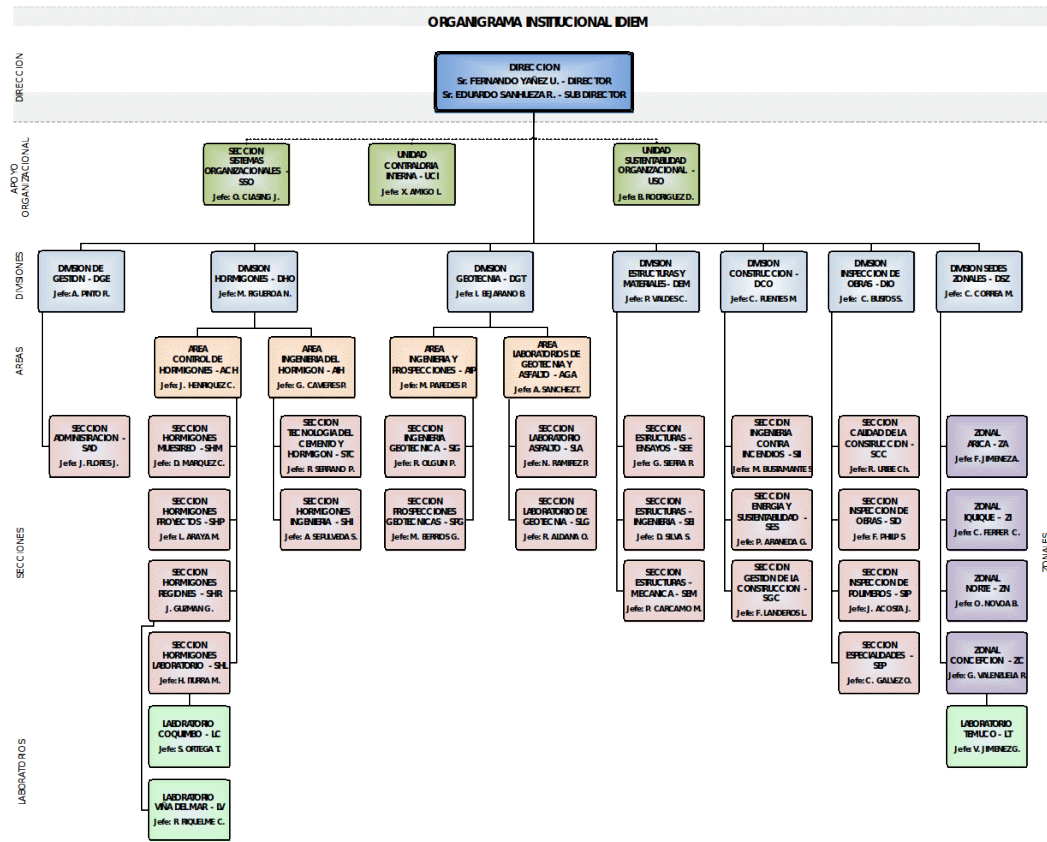 ORGANIGRAMA INSTITUCIONAL IDIEM
DIRECCION
DIRECCION
Sr. FERNANDO YAÑEZ U. - DIRECTOR
Sr. EDUARDO SANHUEZA R. - SUB DIRECTOR
APOYO
ORGANIZACIONAL
SECCION
SISTEMAS
ORGANIZACIONALES -
SSO
Jefe: O. CLASING J.
UNIDAD
CONTRALORIA
INTERNA - UCI
Jefe: X. AMIGO L.
UNIDAD
SUSTENTABILIDAD
ORGANIZACIONAL -
USO
Jefe: B. RODRIGUEZ D.
DIVISIONES
DIVISION DE
GESTION - DGE
Jefe: A. PINTO R.
DIVISION
HORMIGONES - DHO
Jefe: M. FIGUEROA N.
DIVISION
GEOTECNIA - DGT
Jefe: I. BEJARANO B.
DIVISION
ESTRUCTURAS Y
MATERIALES - DEM
Jefe: P. VALDES C.
DIVISION
CONSTRUCCION -
DCO
Jefe: C. FUENTES M
DIVISION
INSPECCION DE
OBRAS - DIO
Jefe: C. BUSTOS S.
DIVISION SEDES
ZONALES - DSZ
Jefe: C. CORREA M.
AREAS
AREA
CONTROL DE
HORMIGONES - ACH
Jefe: J. HENRIQUEZ C.
AREA
INGENIERIA DEL
HORMIGON - AIH
Jefe: G. CAVIERES P.
AREA
INGENIERIA Y
PROSPECCIONES - AIP
Jefe: M. PAREDES P.
AREA
LABORATORIOS DE
GEOTECNIA Y
ASFALTO - AGA
Jefe: A. SANCHEZ T.
SECCIONES
SECCION
ADMINISTRACION -
SAD
Jefe: J. FLORES J.
SECCION
HORMIGONES
MUESTREO - SHM
Jefe: D. MARQUEZ C.
SECCION
TECNOLOGIA DEL
CEMENTO Y
HORMIGON - STC
Jefe: R. SERRANO P.
SECCION
INGENIERIA
GEOTECNICA - SIG
Jefe: R. OLGUIN P.
SECCION
LABORATORIO
ASFALTO - SLA
Jefe: N. RAMIREZ P.
SECCION
ESTRUCTURAS -
ENSAYOS - SEE
Jefe: G. SIERRA R.
SECCION
INGENIERIA
CONTRA
INCENDIOS - SII
Jefe: M. BUSTAMANTE S
SECCION
CALIDAD DE LA
CONSTRUCCION -
SCC
Jefe: R. URIBE Ch.
ZONAL
ARICA - ZA
Jefe: F. JIMENEZ A.
SECCION
HORMIGONES
PROYECTOS - SHP
Jefe: L. ARAYA M.
SECCION
HORMIGONES
INGENIERIA - SHI
Jefe: A SEPULVEDA S.
SECCION
PROSPECCIONES
GEOTECNICAS - SPG
Jefe: M. BERRIOS G.
SECCION
LABORATORIO DE
GEOTECNIA - SLG
Jefe: R. ALDANA O.
SECCION
ESTRUCTURAS -
INGENIERIA - SEI
Jefe: D. SILVA S.
SECCION
ENERGIA Y
SUSTENTABILIDAD -
SES
Jefe: P. ARANEDA G.
SECCION
INSPECCION DE
OBRAS - SIO
Jefe: F. PHILP S
ZONAL
IQUIQUE - ZI
Jefe: C. FERRER C.
SECCION
HORMIGONES
REGIONES - SHR
J. GUZMAN G.
SECCION
ESTRUCTURAS -
MECANICA - SEM
Jefe: P. CARCAMO M.
SECCION
GESTION DE LA
CONSTRUCCION -
SGC
Jefe: F. LANDEROS L.
SECCION
INSPECCION DE
POLIMEROS - SIP
Jefe: J. ACOSTA J.
ZONAL
NORTE - ZN
Jefe: O. NOVOA B.
ZONALES
SECCION
HORMIGONES
LABORATORIO - SHL
Jefe: H. ITURRA M.
SECCION
ESPECIALIDADES -
SEP
Jefe: C. GALVEZ O.
ZONAL
CONCEPCION - ZC
Jefe: G. VALENZUELA R.
LABORATORIOS
LABORATORIO
COQUIMBO - LC
Jefe: S. ORTEGA T.
LABORATORIO
TEMUCO - LT
Jefe: V. JIMENEZ G.
LABORATORIO
VIÑA DEL MAR - LV
Jefe: P. RIQUELME C.